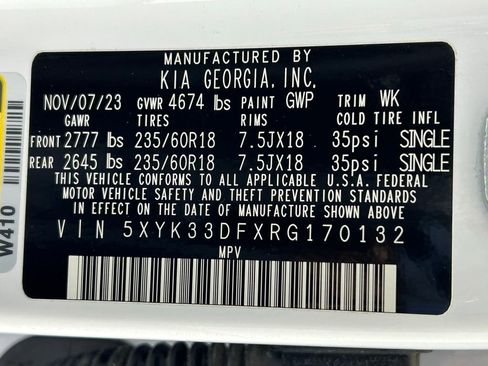 MANUFACTURED BY
KIA GEORGIA, INC.
NOV/07/23 GVWR 4674 lbs PAINT GWP TRIM WK
GAWR TIRES RIMS COLD TIRE INFL
FRONT 2777 lbs 235/60R18 7.5JX18 35psi SINGLE
REAR 2645 lbs 235/60R18 7.5JX18 35psi SINGLE
THIS VEHICLE CONFORMS TO ALL APPLICABLE U.S.A. FEDERAL
MOTOR VEHICLE SAFETY AND THEFT PREVENTION STANDARDS
IN EFFECT ON THE DATE OF MANUFACTURE SHOWN ABOVE.
VIN 5XYK33DFXRG170132
MPV
W410